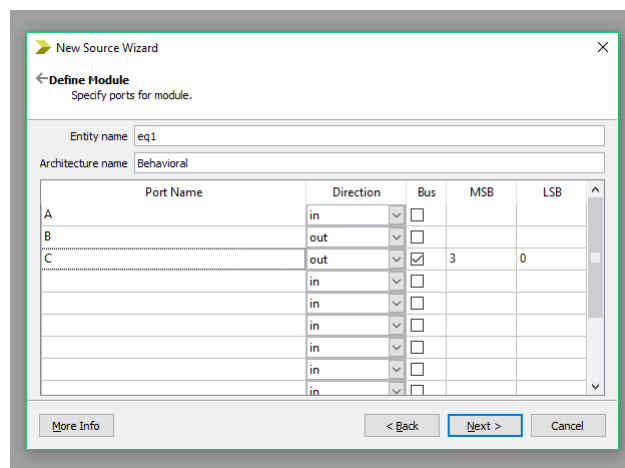 New Source Wizard
Define Module
Specify ports for module.
Entity name eq1
Architecture name Behavioral
Port Name Direction Bus MSB LSB
A in
B out
C out 3 0
in
in
in
in
in
in
More Info < Back Next > Cancel